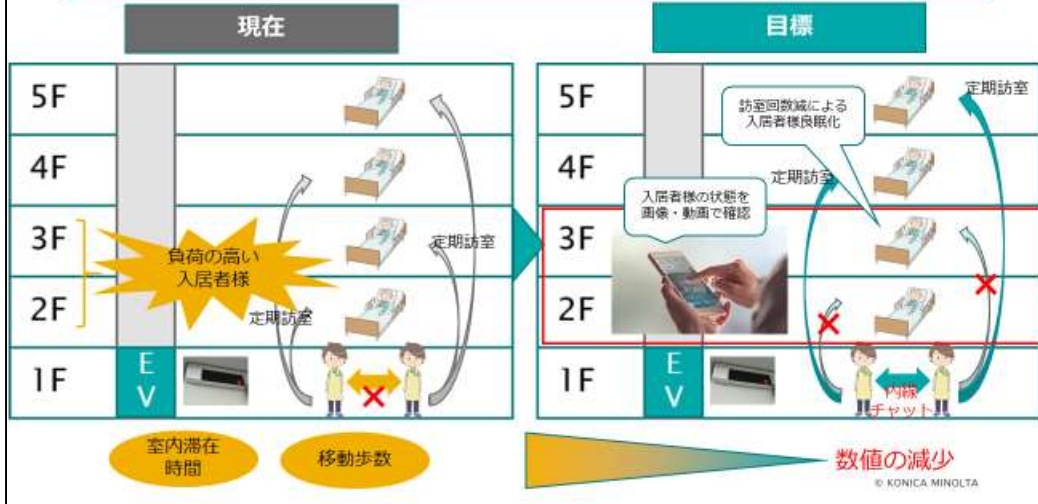 現在
目標
5F
4F
3F
2F
1F
負荷の高い
入居者様
定期訪室
定期訪室
E
V
室内滞在
時間
移動歩数
5F
4F
3F
2F
1F
定期訪室
訪室回数減による
入居者様良眠化
定期訪室
入居者様の状態を
画像・動画で確認
E
V
内線
チャット
数値の減少
© KONICA MINOLTA